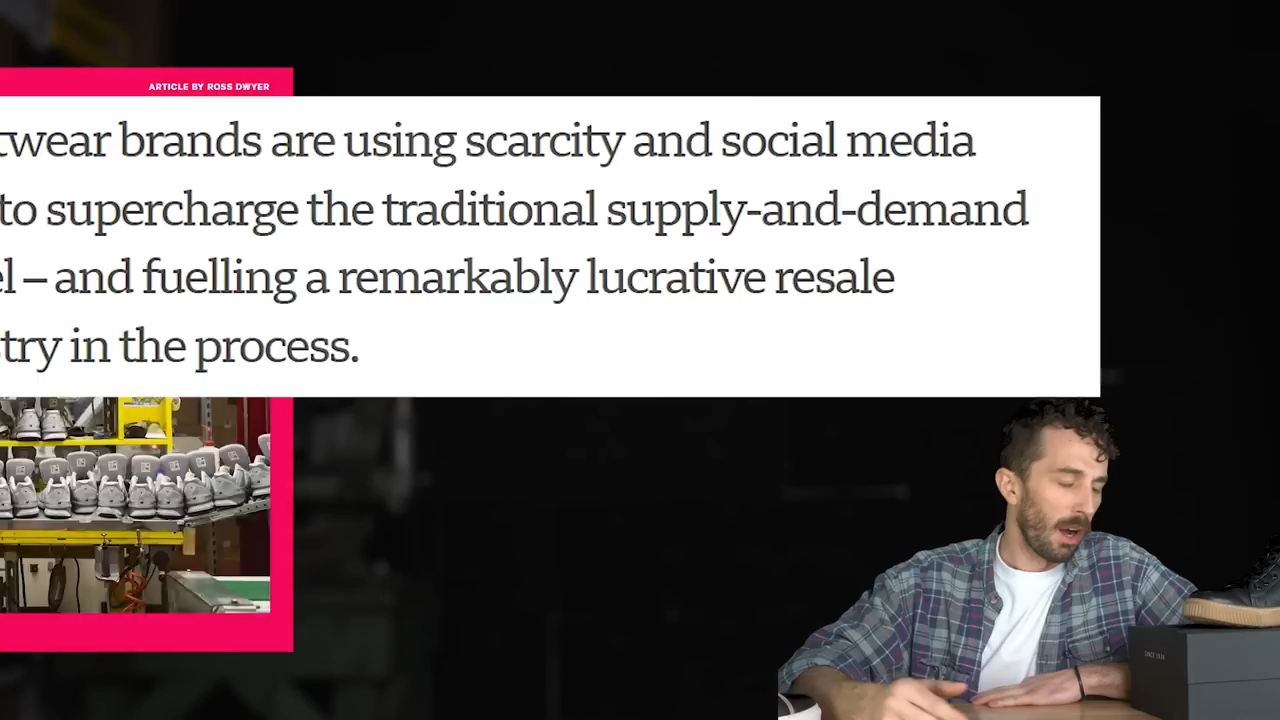 ARTICLE BY ROSS DWYER
twear brands are using scarcity and social media
to supercharge the traditional supply-and-demand
el – and fuelling a remarkably lucrative resale
stry in the process.